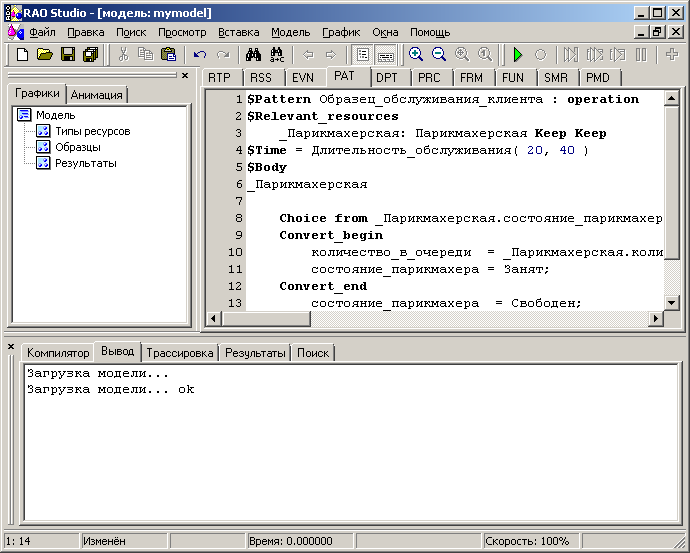 RAO Studio - [модель: mymodel]
Файл Правка Поиск Просмотр Вставка Модель График Окна Помощь
Графики Анимация
Модель
Типы ресурсов
Образцы
Результаты
RTP RSS EVN PAT DPT PRC FRM FUN SMR PMD
1 $Pattern Образец_обслуживания_клиента : operation
2 $Relevant_resources
3 _Парикмахерская: Парикмахерская Keep Keep
4 $Time = Длительность_обслуживания( 20, 40 )
5 $Body
6 _Парикмахерская
7
8 Choice from _Парикмахерская.состояние_парикмахер
9 Convert_begin
10 количество_в_очереди = _Парикмахерская.коли
11 состояние_парикмахера = Занят;
12 Convert_end
13 состояние_парикмахера = Свободен;
Компилятор Вывод Трассировка Результаты Поиск
Загрузка модели...
Загрузка модели... ok
1: 14 Изменён Время: 0.000000 Скорость: 100%